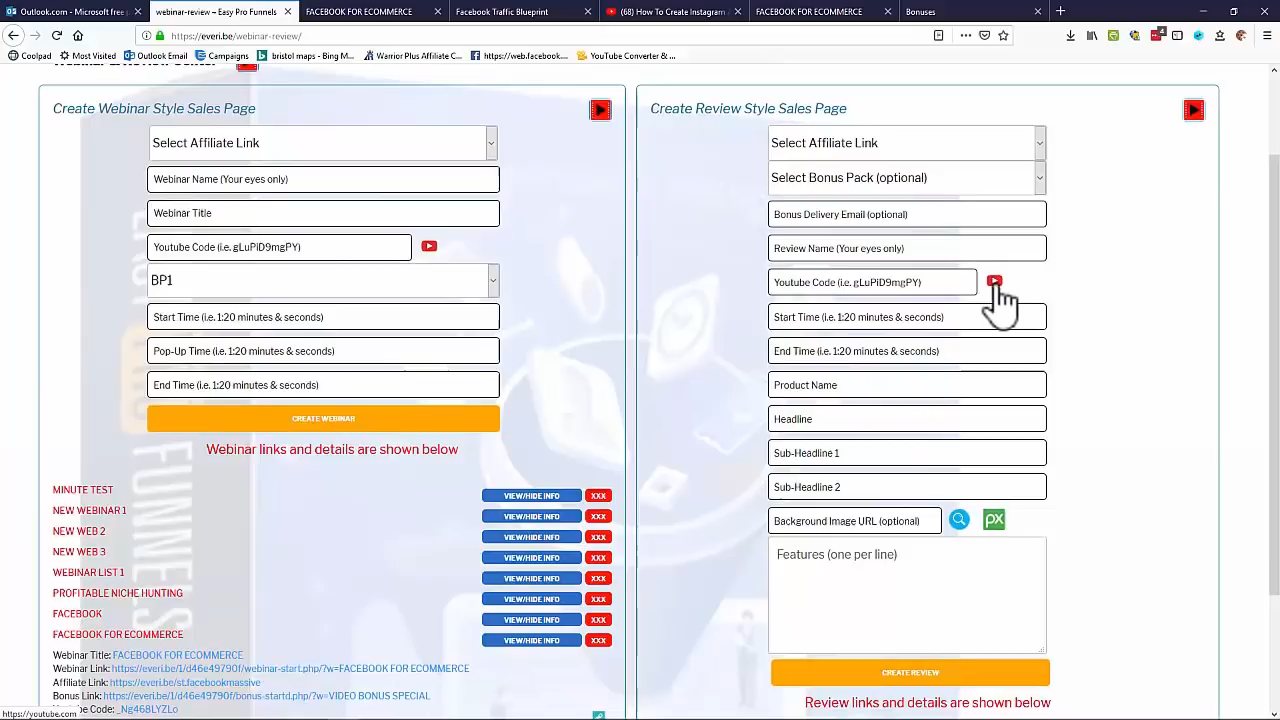 Outlook.com - Microsoft free p
webinar-review – Easy Pro Funnels
FACEBOOK FOR ECOMMERCE
Facebook Traffic Blueprint
(68) How To Create Instagram A
FACEBOOK FOR ECOMMERCE
Bonuses
https://everi.be/webinar-review/
Coolpad
Most Visited
Outlook Email
Campaigns
bristol maps - Bing M...
Warrior Plus Affiliate C...
https://web.facebook....
YouTube Converter & ...
Create Webinar Style Sales Page
Select Affiliate Link
Webinar Name (Your eyes only)
Webinar Title
Youtube Code (i.e. gLuPiD9mgPY)
BP1
Start Time (i.e. 1:20 minutes & seconds)
Pop-Up Time (i.e. 1:20 minutes & seconds)
End Time (i.e. 1:20 minutes & seconds)
CREATE WEBINAR
Webinar links and details are shown below
MINUTE TEST VIEW/HIDE INFO XXX
NEW WEBINAR 1 VIEW/HIDE INFO XXX
NEW WEB 2 VIEW/HIDE INFO XXX
NEW WEB 3 VIEW/HIDE INFO XXX
WEBINAR LIST 1 VIEW/HIDE INFO XXX
PROFITABLE NICHE HUNTING VIEW/HIDE INFO XXX
FACEBOOK VIEW/HIDE INFO XXX
FACEBOOK FOR ECOMMERCE VIEW/HIDE INFO XXX
Webinar Title: FACEBOOK FOR ECOMMERCE
Webinar Link: https://everi.be/1/d46e49790f/webinar-start.php/?w=FACEBOOK FOR ECOMMERCE
Affiliate Link: https://everi.be/st.facebookmassive
Bonus Link: https://everi.be/1/d46e49790f/bonus-startd.php/?w=VIDEO BONUS SPECIAL
Youtube Code: _Ng468LYZLo
https://youtube.com
Create Review Style Sales Page
Select Affiliate Link
Select Bonus Pack (optional)
Bonus Delivery Email (optional)
Review Name (Your eyes only)
Youtube Code (i.e. gLuPiD9mgPY)
Start Time (i.e. 1:20 minutes & seconds)
End Time (i.e. 1:20 minutes & seconds)
Product Name
Headline
Sub-Headline 1
Sub-Headline 2
Background Image URL (optional)
px
Features (one per line)
CREATE REVIEW
Review links and details are shown below